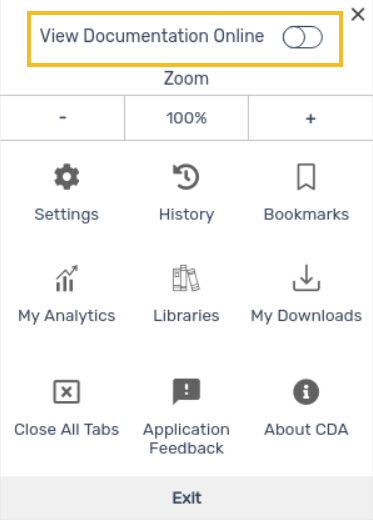 View Documentation Online
Zoom
- 100% +
Settings History Bookmarks
My Analytics Libraries My Downloads
Close All Tabs Application Feedback About CDA
Exit